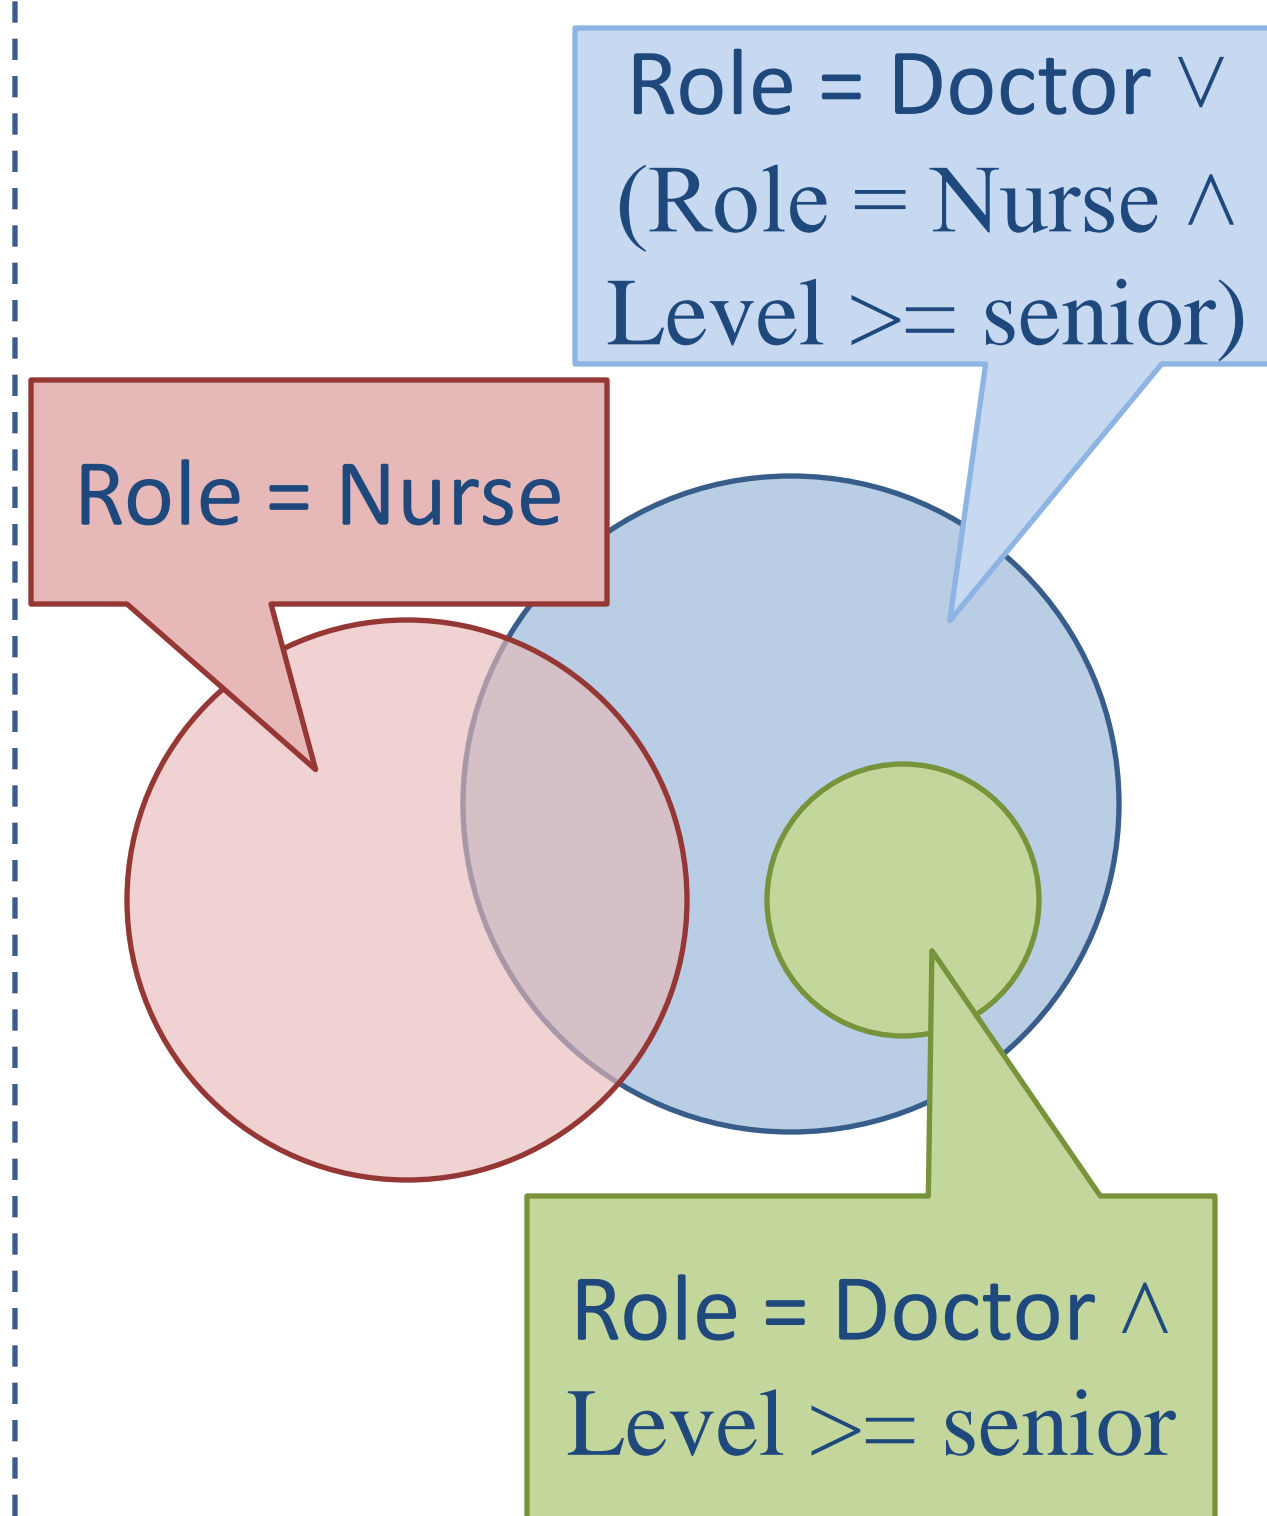 Role = Doctor ∨
(Role = Nurse ∧
Level >= senior)
Role = Nurse
Role = Doctor ∧
Level >= senior